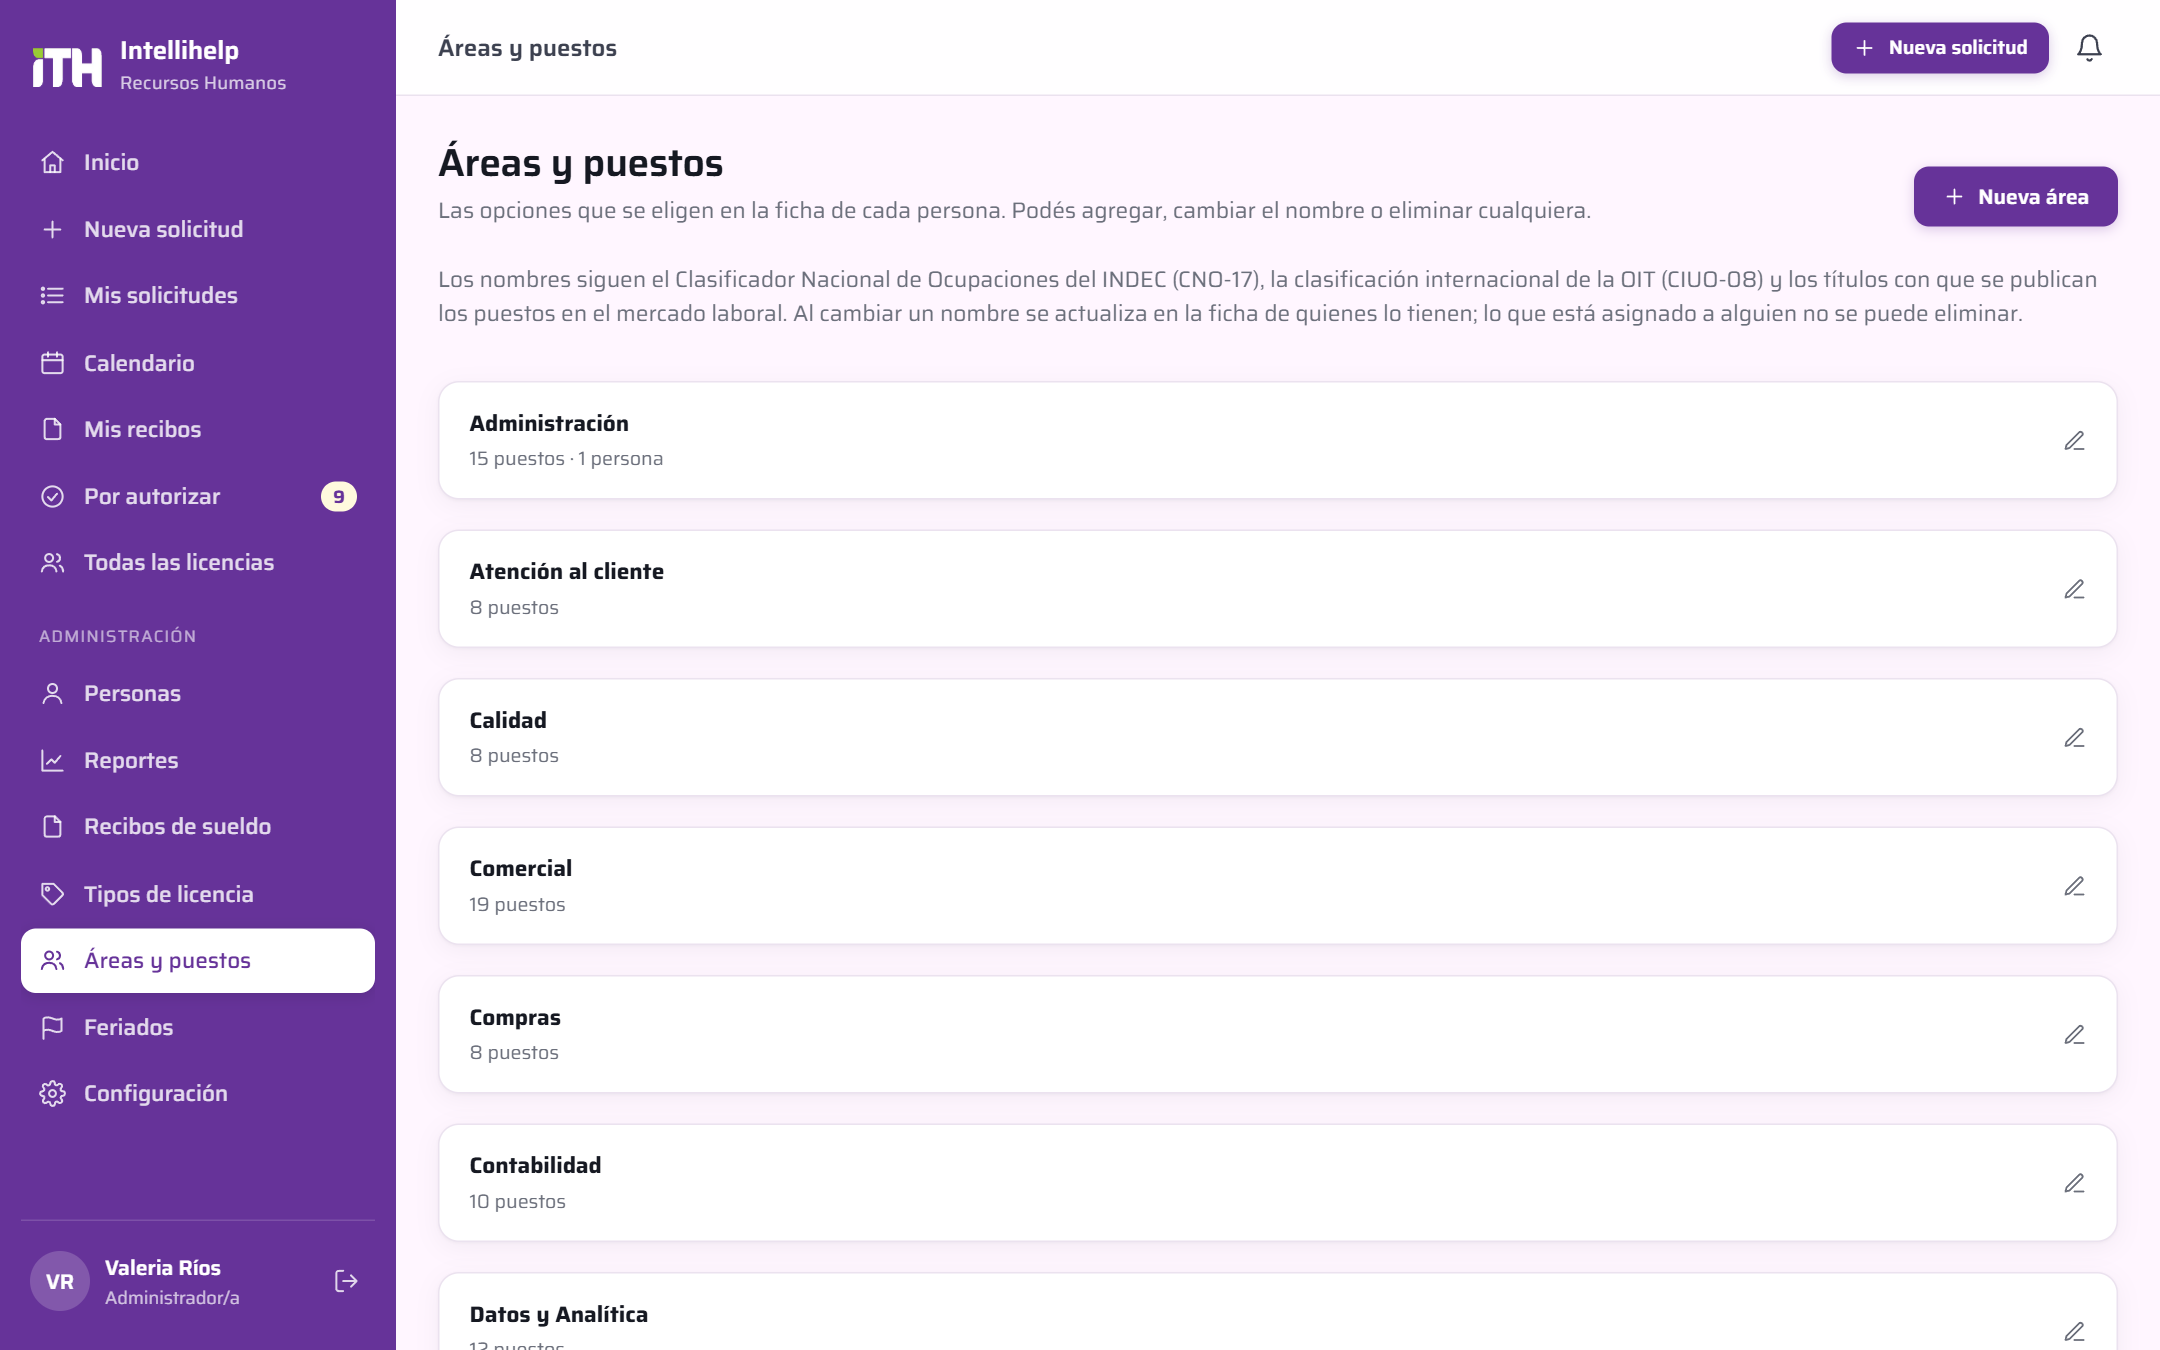 iTH
Intellihelp
Recursos Humanos
Inicio
Nueva solicitud
Mis solicitudes
Calendario
Mis recibos
Por autorizar
9
Todas las licencias
ADMINISTRACIÓN
Personas
Reportes
Recibos de sueldo
Tipos de licencia
Áreas y puestos
Feriados
Configuración
VR
Valeria Ríos
Administrador/a
Áreas y puestos
Nueva solicitud
Áreas y puestos
Las opciones que se eligen en la ficha de cada persona. Podés agregar, cambiar el nombre o eliminar cualquiera.
Nueva área
Los nombres siguen el Clasificador Nacional de Ocupaciones del INDEC (CNO-17), la clasificación internacional de la OIT (CIUO-08) y los títulos con que se publican
los puestos en el mercado laboral. Al cambiar un nombre se actualiza en la ficha de quienes lo tienen; lo que está asignado a alguien no se puede eliminar.
Administración
15 puestos · 1 persona
Atención al cliente
8 puestos
Calidad
8 puestos
Comercial
19 puestos
Compras
8 puestos
Contabilidad
10 puestos
Datos y Analítica
puestos